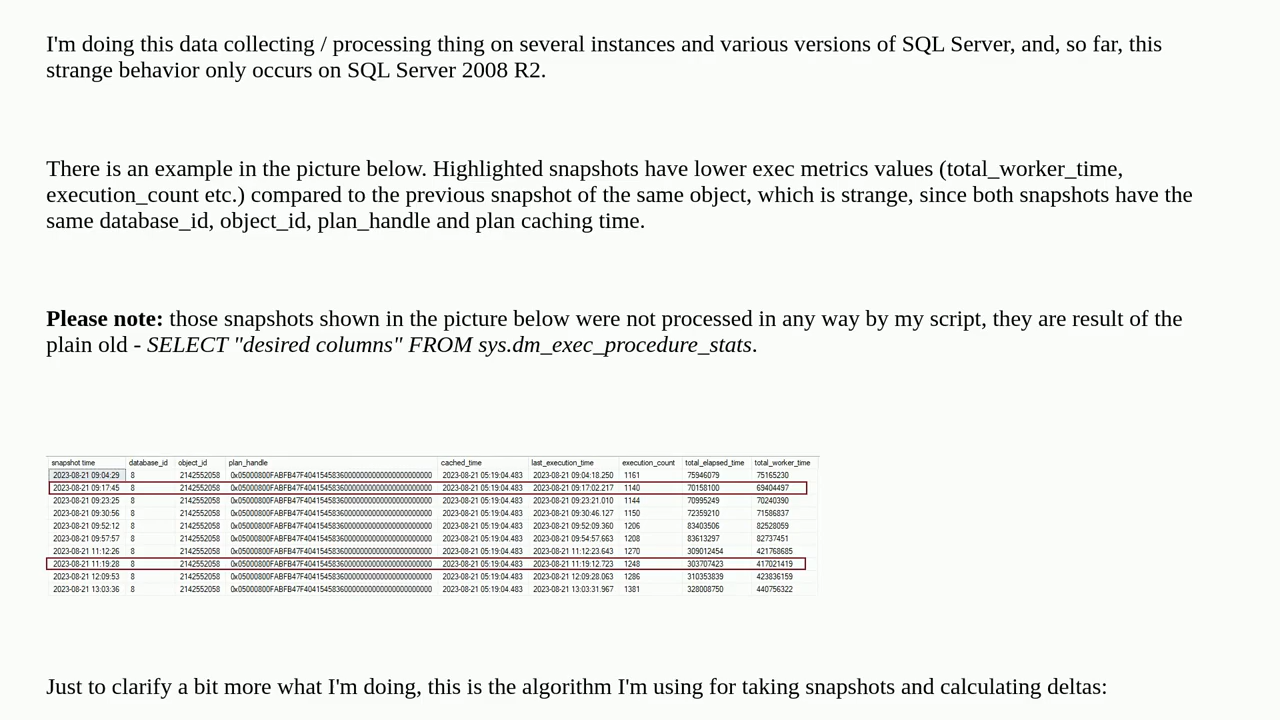 I'm doing this data collecting / processing thing on several instances and various versions of SQL Server, and, so far, this
strange behavior only occurs on SQL Server 2008 R2.
There is an example in the picture below. Highlighted snapshots have lower exec metrics values (total_worker_time,
execution_count etc.) compared to the previous snapshot of the same object, which is strange, since both snapshots have the
same database_id, object_id, plan_handle and plan caching time.
Please note: those snapshots shown in the picture below were not processed in any way by my script, they are result of the
plain old - SELECT "desired columns" FROM sys.dm_exec_procedure_stats.
snapshot time database_id object_id plan_handle cached_time last_execution_time execution_count total_elapsed_time total_worker_time
2023-08-21 09:04:29 8 2142552058 2023-08-21 05:19:04.483 2023-08-21 09:04:18.250 1161 75946079 75165230
2023-08-21 09:17:45 8 2142552058 2023-08-21 05:19:04.483 2023-08-21 09:17:02.217 1140 70158100 69404497
2023-08-21 09:23:25 8 2142552058 2023-08-21 05:19:04.483 2023-08-21 09:23:21.010 1144 70995249 70240390
2023-08-21 09:30:56 8 2142552058 2023-08-21 05:19:04.483 2023-08-21 09:30:46.127 1150 72359210 71586837
2023-08-21 09:52:12 8 2142552058 2023-08-21 05:19:04.483 2023-08-21 09:52:09.360 1206 83403506 82528059
2023-08-21 09:57:57 8 2142552058 2023-08-21 05:19:04.483 2023-08-21 09:54:57.663 1208 83613297 82737451
2023-08-21 11:12:26 8 2142552058 2023-08-21 05:19:04.483 2023-08-21 11:12:23.643 1270 309012454 421768685
2023-08-21 11:19:28 8 2142552058 2023-08-21 05:19:04.483 2023-08-21 11:19:12.723 1248 303707423 417021419
2023-08-21 12:09:53 8 2142552058 2023-08-21 05:19:04.483 2023-08-21 12:09:28.063 1286 310353839 423836159
2023-08-21 13:03:36 8 2142552058 2023-08-21 05:19:04.483 2023-08-21 13:03:31.967 1381 328008750 440756322
Just to clarify a bit more what I'm doing, this is the algorithm I'm using for taking snapshots and calculating deltas: